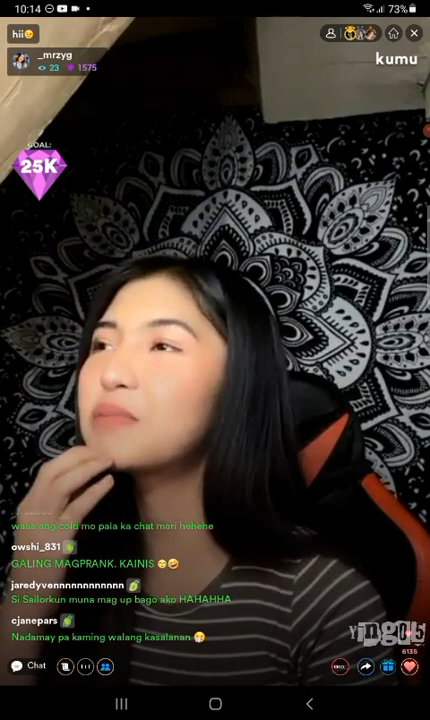 10:14
73%
hii
_mrzyg
23 1575
kumu
GOAL:
25K
waaa ang cold mo pala ka chat mari hehehe
owshi_831
GALING MAGPRANK. KAINIS
jaredyvennnnnnnnnnnn
Si Sailorkun muna mag up bago ako HAHAHHA
cjanepars
Nadamay pa kaming walang kasalanan
6135
Chat